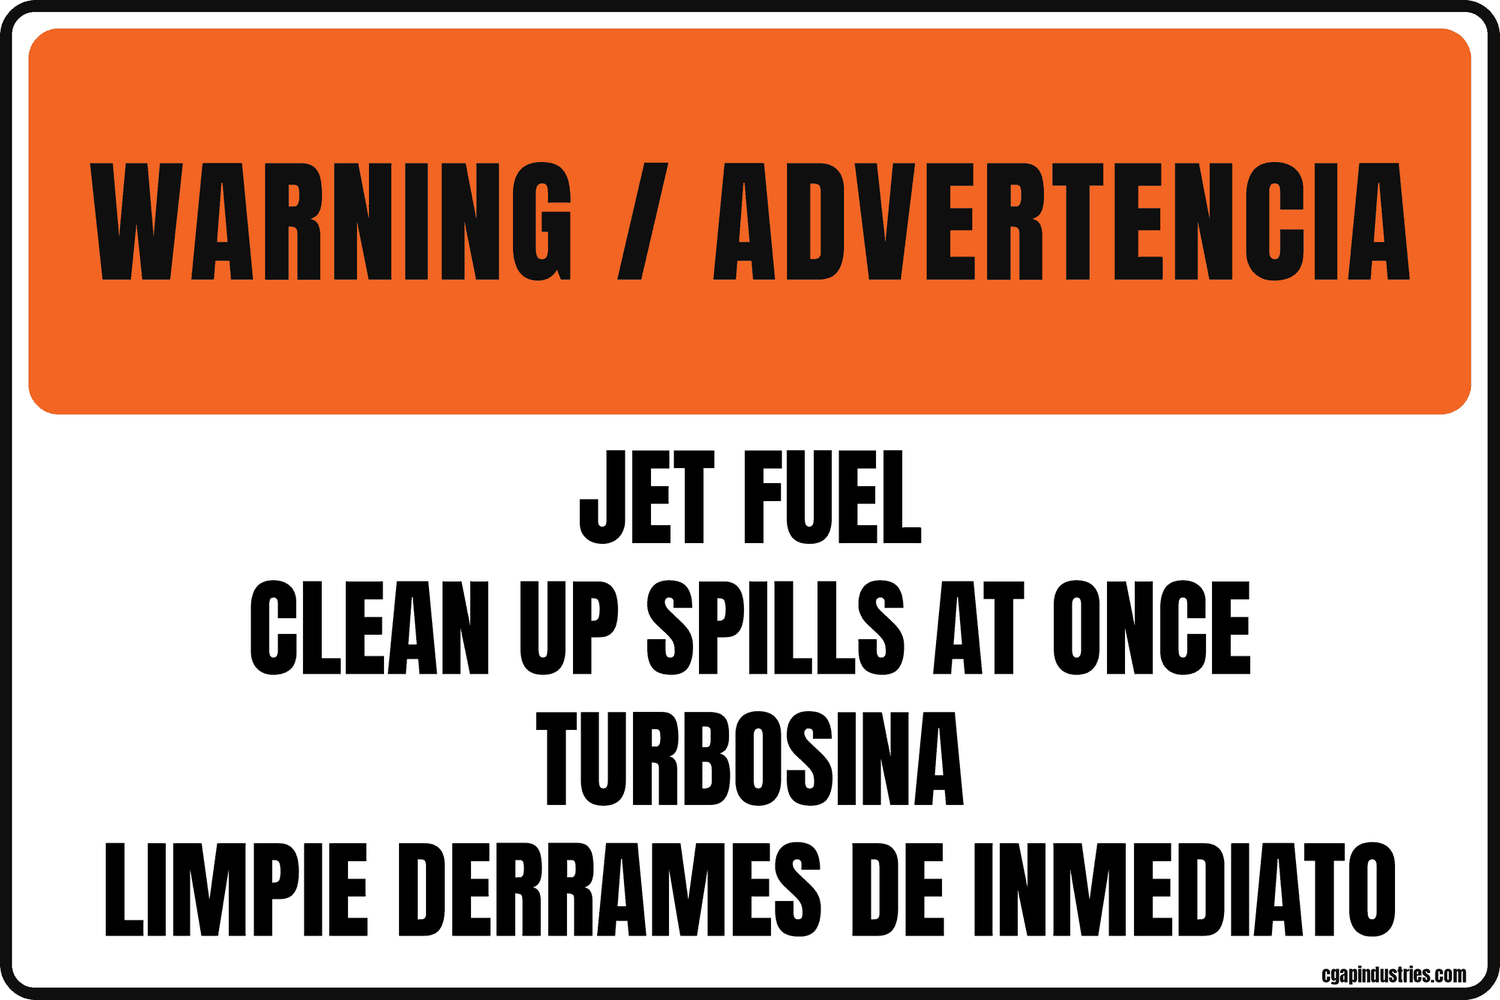 WARNING / ADVERTENCIA
JET FUEL
CLEAN UP SPILLS AT ONCE
TURBOSINA
LIMPIE DERRAMES DE INMEDIATO
cgapindustries.com